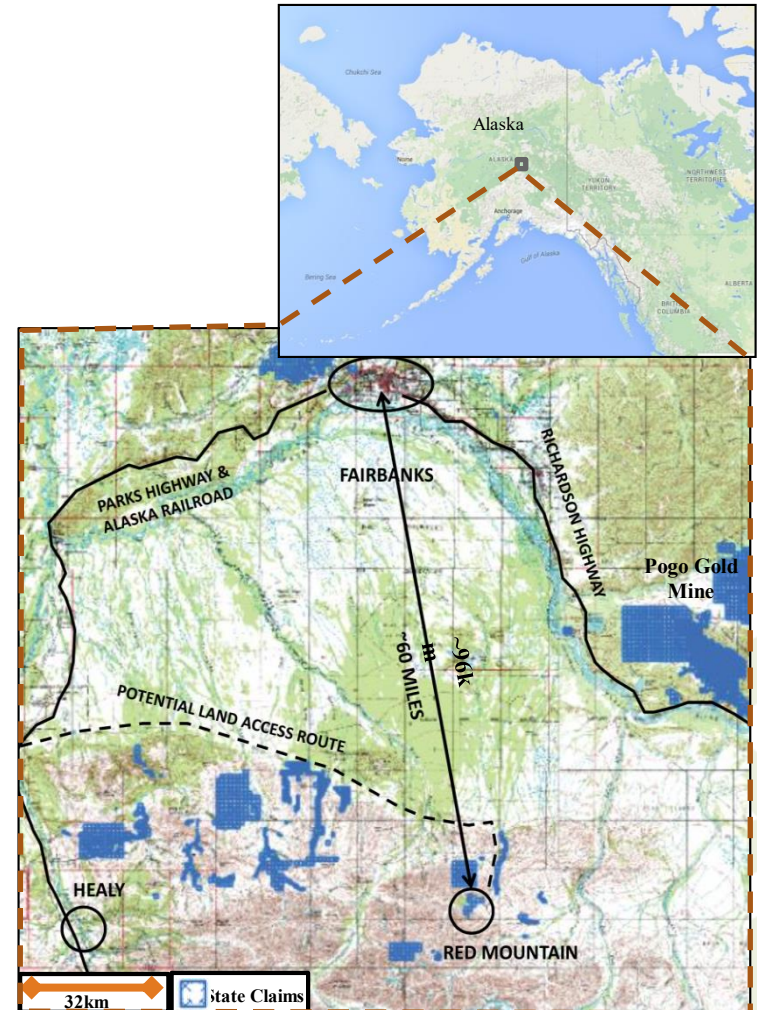 Chukchi Sea
Alaska
Nome
ALASKA
YUKON
TERRITORY
NORTHWEST
TERRITORIES
Anchorage
Gulf of Alaska
Bering Sea
ALBERTA
BRITISH
COLUMBIA
FAIRBANKS
PARKS HIGHWAY &
ALASKA RAILROAD
RICHARDSON HIGHWAY
Pogo Gold
Mine
~60 MILES
~96k
m
POTENTIAL LAND ACCESS ROUTE
HEALY
RED MOUNTAIN
32km
State Claims